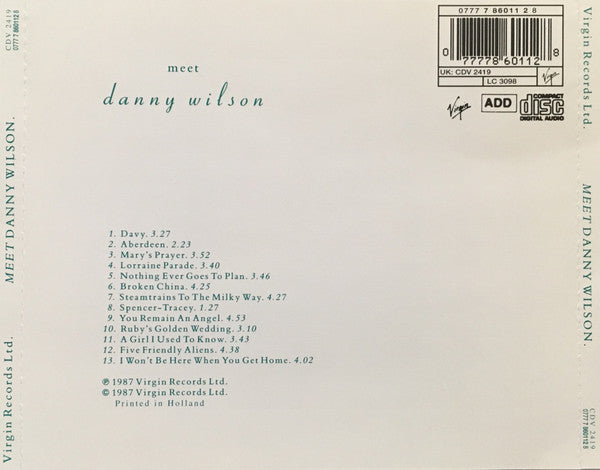 CDV 2419
0777 7 86011 2 8
MEET DANNY WILSON.
Virgin Records Ltd.
meet
danny wilson
0777 7 86011 2 8
0 77778 60112 8
UK: CDV 2419
LC 3098
Virgin
Virgin
ADD
COMPACT
disc
DIGITAL AUDIO
1. Davy. 3.27
2. Aberdeen. 2.23
3. Mary's Prayer. 3.52
4. Lorraine Parade. 3.40
5. Nothing Ever Goes To Plan. 3.46
6. Broken China. 4.25
7. Steamtrains To The Milky Way. 4.27
8. Spencer-Tracey. 1.27
9. You Remain An Angel. 4.53
10. Ruby's Golden Wedding. 3.10
11. A Girl I Used To Know. 3.43
12. Five Friendly Aliens. 4.38
13. I Won't Be Here When You Get Home. 4.02
℗ 1987 Virgin Records Ltd.
© 1987 Virgin Records Ltd.
Printed in Holland
Virgin Records Ltd.
MEET DANNY WILSON.
CDV 2419
0777 7 86011 2 8